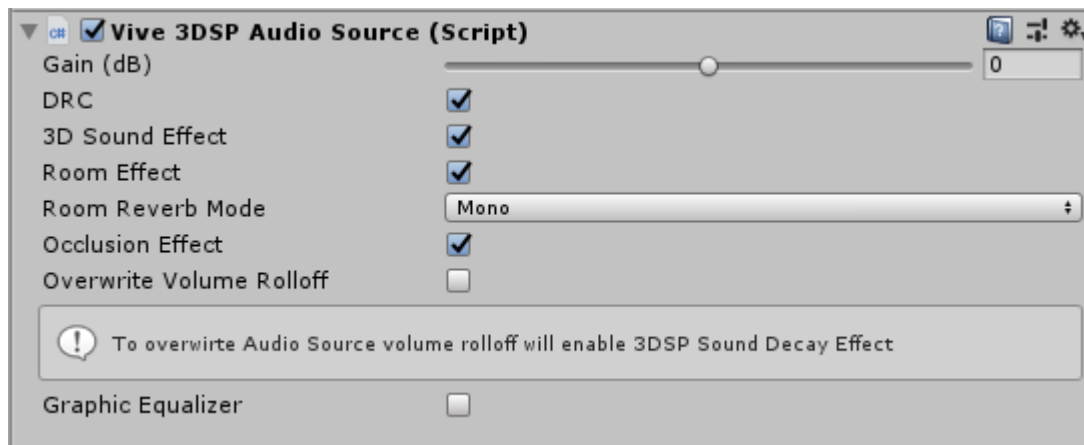 c# Vive 3DSP Audio Source (Script)
Gain (dB) 0
DRC
3D Sound Effect
Room Effect
Room Reverb Mode Mono
Occlusion Effect
Overwrite Volume Rolloff
To overwirte Audio Source volume rolloff will enable 3DSP Sound Decay Effect
Graphic Equalizer